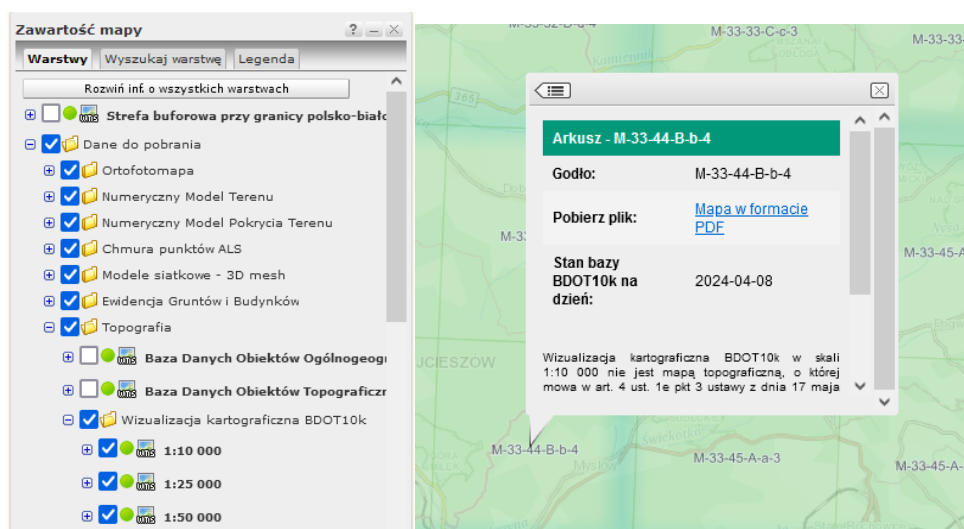 Zawartość mapy
Warstwy Wyszukaj warstwę Legenda
Rozwiń inf. o wszystkich warstwach
Strefa buforowa przy granicy polsko-biało
Dane do pobrania
Ortofotomapa
Numeryczny Model Terenu
Numeryczny Model Pokrycia Terenu
Chmura punktów ALS
Modele siatkowe - 3D mesh
Ewidencja Gruntów i Budynków
Topografia
Baza Danych Obiektów Ogólnogeogr
Baza Danych Obiektów Topograficzn
Wizualizacja kartograficzna BDOT10k
1:10 000
1:25 000
1:50 000
M-33-33-C-c-3
M-33-33-
Kamiennik
365
Arkusz - M-33-44-B-b-4
Godło: M-33-44-B-b-4
Pobierz plik: Mapa w formacie
PDF
Stan bazy
BDOT10k na
dzień: 2024-04-08
Wizualizacja kartograficzna BDOT10k w skali
1:10 000 nie jest mapą topograficzną, o której
mowa w art. 4 ust. 1e pkt 3 ustawy z dnia 17 maja
M-33
M-33-45-A
JCIESZÓW
M-33-44-B-b-4
Mysłów
Świerkotka
M-33-45-A-a-3
M-33-45-A-